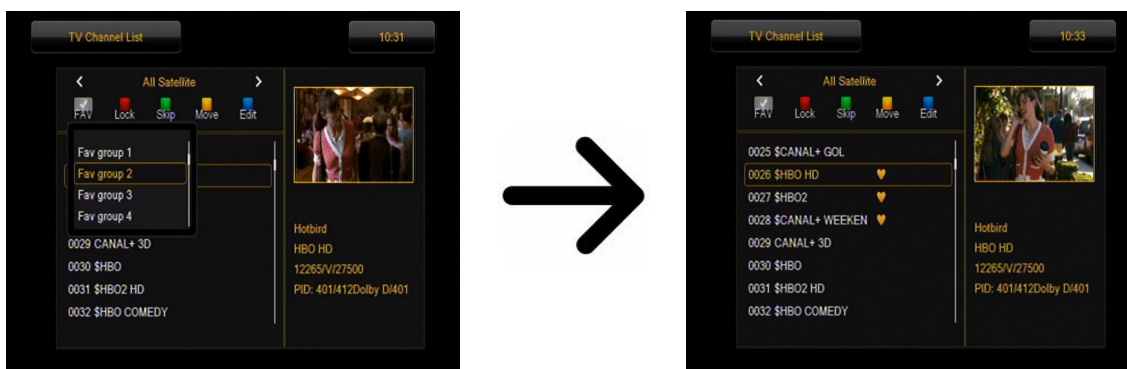 TV Channel List
10:31
All Satellite
FAV Lock Skip Move Edit
Fav group 1
Fav group 2
Fav group 3
Fav group 4
0029 CANAL+ 3D
0030 $HBO
0031 $HBO2 HD
0032 $HBO COMEDY
Hotbird
HBO HD
12265/V/27500
PID: 401/412Dolby D/401
TV Channel List
10:33
All Satellite
FAV Lock Skip Move Edit
0025 $CANAL+ GOL
0026 $HBO HD
0027 $HBO2
0028 $CANAL+ WEEKEN
0029 CANAL+ 3D
0030 $HBO
0031 $HBO2 HD
0032 $HBO COMEDY
Hotbird
HBO HD
12265/V/27500
PID: 401/412Dolby D/401